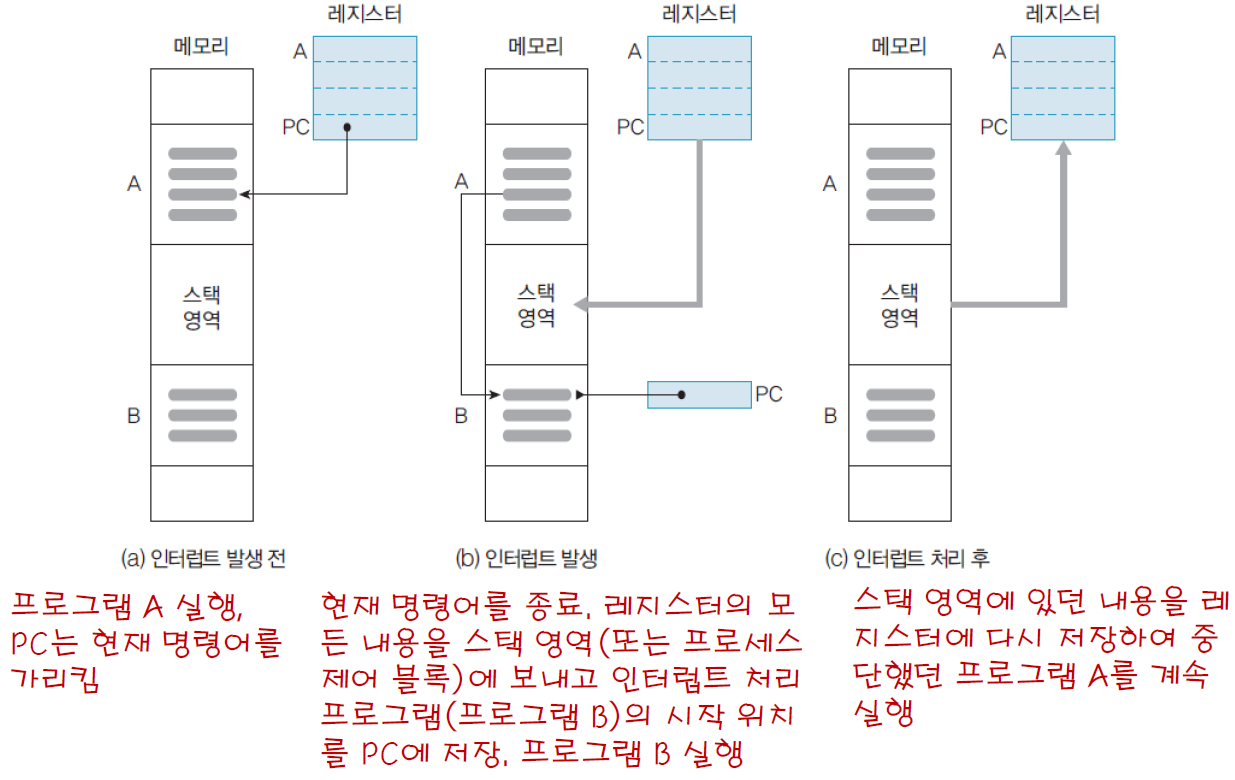 레지스터
메모리
A
PC
A
스택
영역
B
(a) 인터럽트 발생 전
프로그램 A 실행,
PC는 현재 명령어를
가리킴
레지스터
메모리
A
PC
A
스택
영역
B
PC
(b) 인터럽트 발생
현재 명령어를 종료, 레지스터의 모
든 내용을 스택 영역(또는 프로세스
제어 블록)에 보내고 인터럽트 처리
프로그램(프로그램 B)의 시작 위치
를 PC에 저장, 프로그램 B 실행
레지스터
메모리
A
PC
A
스택
영역
B
(c) 인터럽트 처리 후
스택 영역에 있던 내용을 레
지스터에 다시 저장하여 중
단했던 프로그램 A를 계속
실행